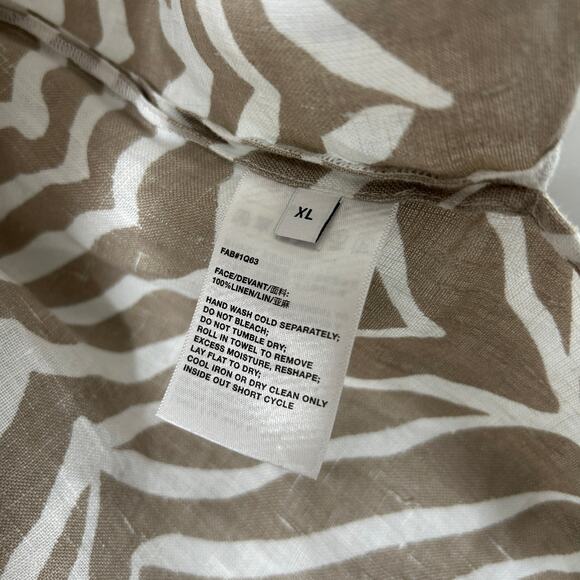 XL
FAB#1Q63
FACE/DEVANT/面料:
100%LINEN/LIN/亚麻
HAND WASH COLD SEPARATELY;
DO NOT BLEACH;
DO NOT TUMBLE DRY;
ROLL IN TOWEL TO REMOVE
EXCESS MOISTURE, RESHAPE;
LAY FLAT TO DRY;
COOL IRON OR DRY CLEAN ONLY
INSIDE OUT SHORT CYCLE